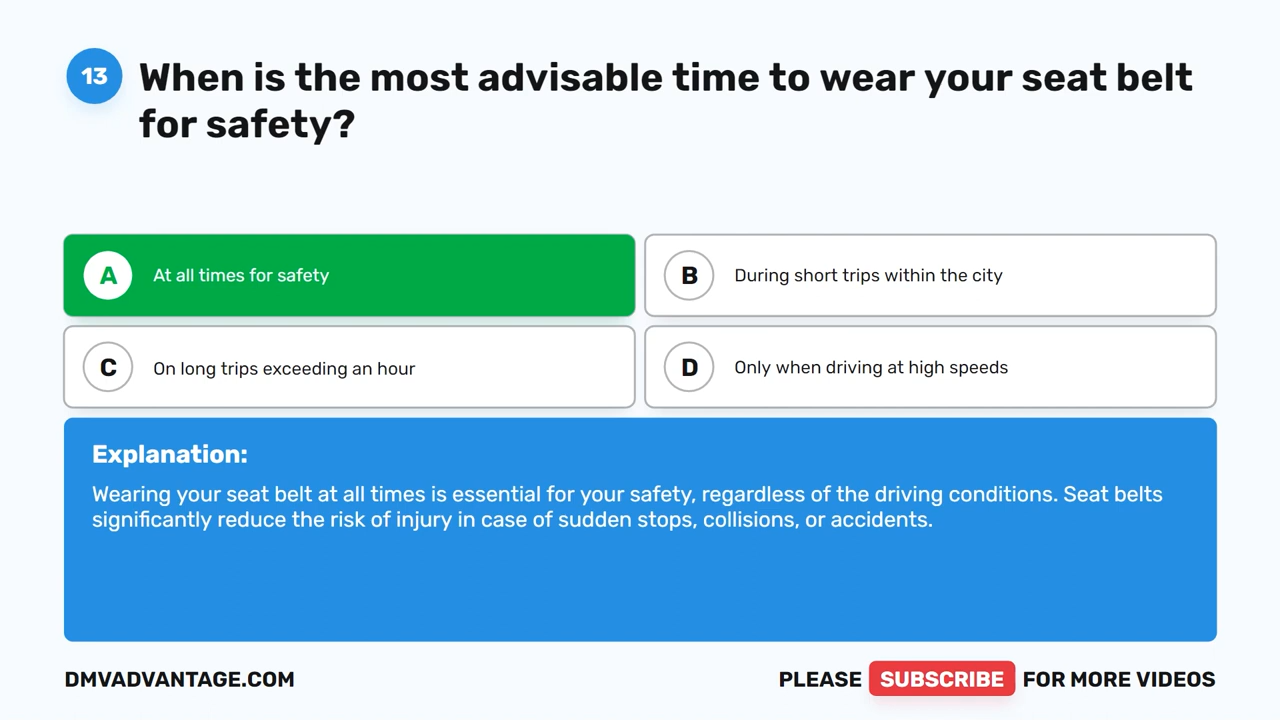 13
When is the most advisable time to wear your seat belt
for safety?
A At all times for safety
B During short trips within the city
C On long trips exceeding an hour
D Only when driving at high speeds
Explanation:
Wearing your seat belt at all times is essential for your safety, regardless of the driving conditions. Seat belts
significantly reduce the risk of injury in case of sudden stops, collisions, or accidents.
DMVADVANTAGE.COM
PLEASE SUBSCRIBE FOR MORE VIDEOS